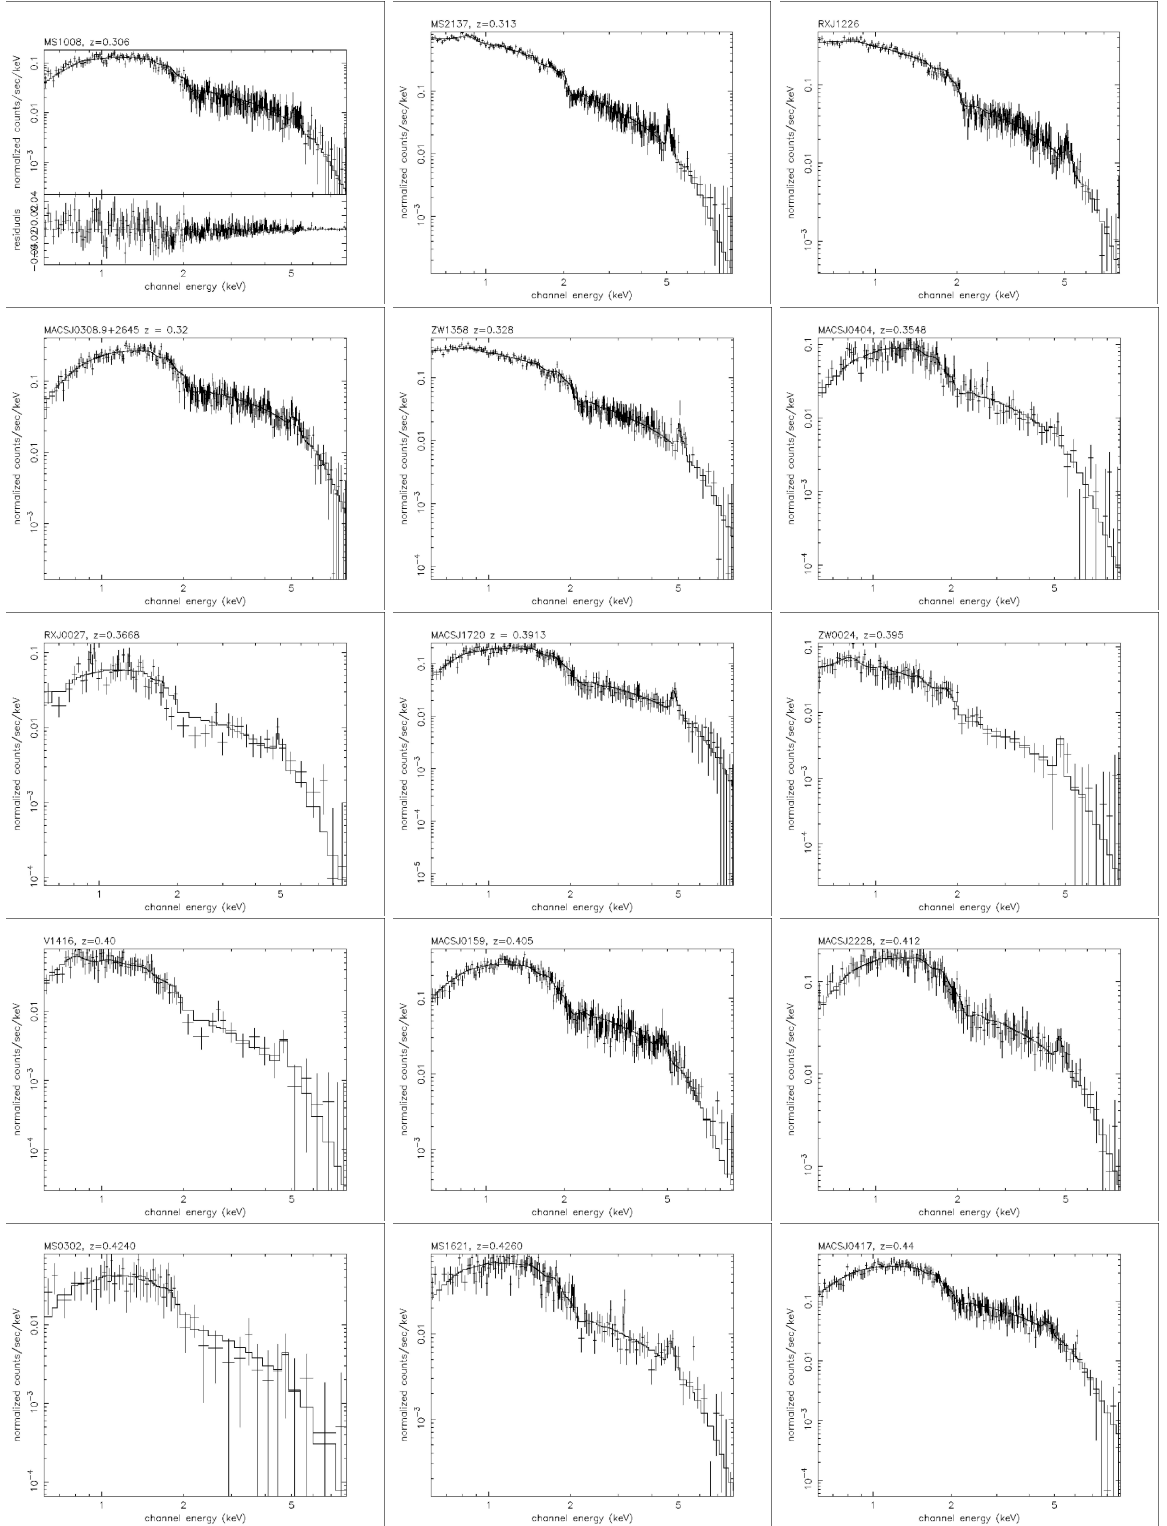 MS1008, z=0.306
normalized counts/sec/keV
0.1
0.01
10⁻³
residuals
1
2
5
channel energy (keV)
MS2137, z=0.313
normalized counts/sec/keV
0.1
0.01
10⁻³
1
2
5
channel energy (keV)
RXJ1226
normalized counts/sec/keV
0.1
0.01
10⁻³
1
2
5
channel energy (keV)
MACSJ0308.9+2645 z = 0.32
normalized counts/sec/keV
0.1
0.01
10⁻³
1
2
5
channel energy (keV)
ZW1358 z=0.328
normalized counts/sec/keV
0.1
0.01
10⁻³
10⁻⁴
1
2
5
channel energy (keV)
MACSJ0404, z=0.3548
normalized counts/sec/keV
0.1
0.01
10⁻³
10⁻⁴
1
2
5
channel energy (keV)
RXJ0027, z=0.3668
normalized counts/sec/keV
0.1
0.01
10⁻³
10⁻⁴
1
2
5
channel energy (keV)
MACSJ1720 z = 0.3913
normalized counts/sec/keV
0.1
0.01
10⁻³
10⁻⁴
10⁻⁵
1
2
5
channel energy (keV)
ZW0024, z=0.395
normalized counts/sec/keV
0.1
0.01
10⁻³
10⁻⁴
1
2
5
channel energy (keV)
V1416, z=0.40
normalized counts/sec/keV
0.01
10⁻³
10⁻⁴
1
2
5
channel energy (keV)
MACSJ0159, z=0.405
normalized counts/sec/keV
0.1
0.01
10⁻³
1
2
5
channel energy (keV)
MACSJ2228, z=0.412
normalized counts/sec/keV
0.1
0.01
10⁻³
1
2
5
channel energy (keV)
MS0302, z=0.4240
normalized counts/sec/keV
0.01
10⁻³
10⁻⁴
1
2
5
channel energy (keV)
MS1621, z=0.4260
normalized counts/sec/keV
0.01
10⁻³
1
2
5
channel energy (keV)
MACSJ0417, z=0.44
normalized counts/sec/keV
0.1
0.01
10⁻³
1
2
5
channel energy (keV)